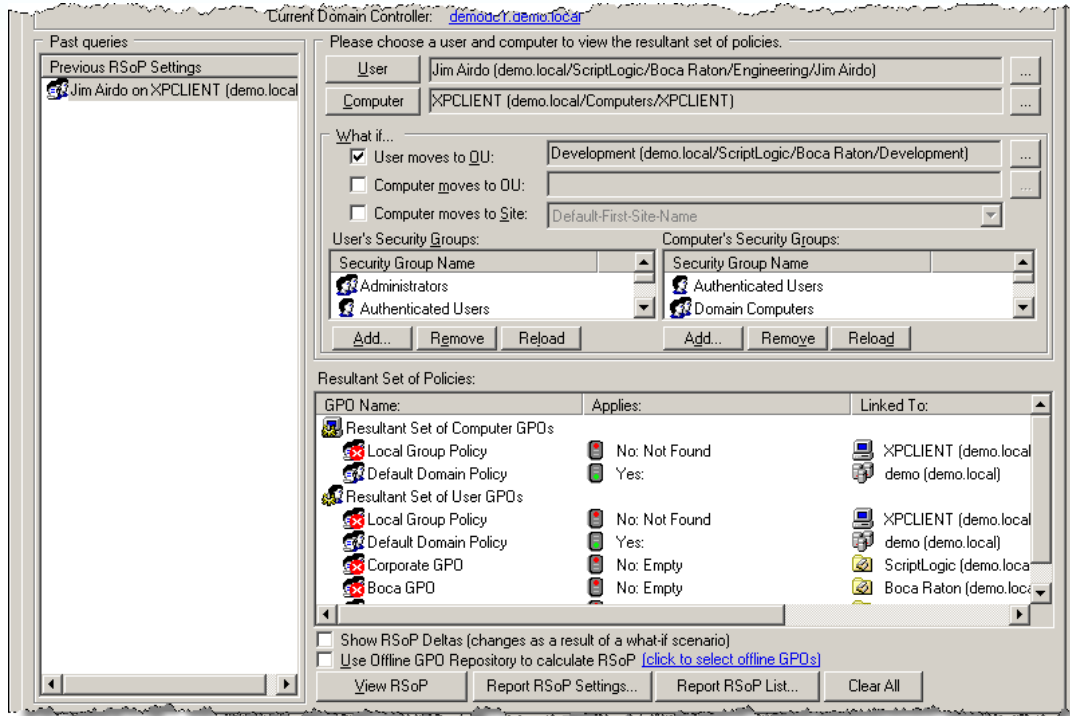 Current Domain Controller: demodc1.demo.local
Past queries
Previous RSoP Settings
Jim Airdo on XPCLIENT (demo.local
Please choose a user and computer to view the resultant set of policies.
User Jim Airdo (demo.local/ScriptLogic/Boca Raton/Engineering/Jim Airdo) ...
Computer XPCLIENT (demo.local/Computers/XPCLIENT) ...
What if...
User moves to OU: Development (demo.local/ScriptLogic/Boca Raton/Development) ...
Computer moves to OU: ...
Computer moves to Site: Default-First-Site-Name
User's Security Groups:
Security Group Name
Administrators
Authenticated Users
Add... Remove Reload
Computer's Security Groups:
Security Group Name
Authenticated Users
Domain Computers
Add... Remove Reload
Resultant Set of Policies:
GPO Name: Applies: Linked To:
Resultant Set of Computer GPOs
Local Group Policy No: Not Found XPCLIENT (demo.local
Default Domain Policy Yes: demo (demo.local)
Resultant Set of User GPOs
Local Group Policy No: Not Found XPCLIENT (demo.local
Default Domain Policy Yes: demo (demo.local)
Corporate GPO No: Empty ScriptLogic (demo.loca
Boca GPO No: Empty Boca Raton (demo.loca
Show RSoP Deltas (changes as a result of a what-if scenario)
Use Offline GPO Repository to calculate RSoP (click to select offline GPOs)
View RSoP Report RSoP Settings... Report RSoP List... Clear All